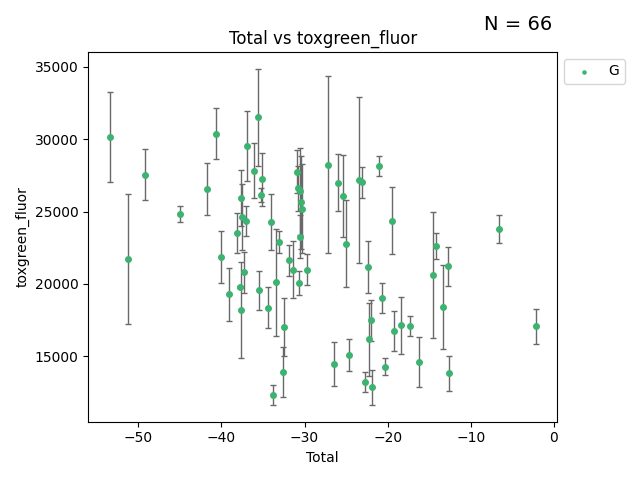 N = 66
Total vs toxgreen_fluor
G
35000
30000
25000
20000
15000
toxgreen_fluor
−50 −40 −30 −20 −10 0
Total